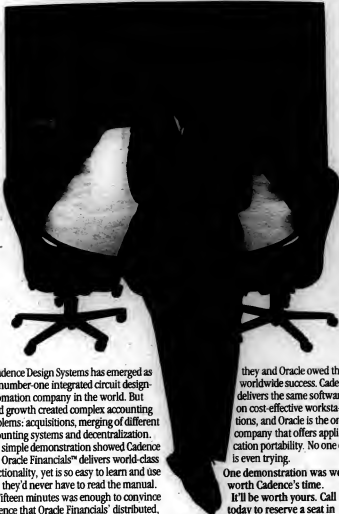 dence Design Systems has emerged as
number-one integrated circuit design-
omation company in the world. But
d growth created complex accounting
lems: acquisitions, merging of different
ounting systems and decentralization.
simple demonstration showed Cadence
Oracle Financials™ delivers world-class
ctionality, yet is so easy to learn and use
they'd never have to read the manual.
ifteen minutes was enough to convince
ence that Oracle Financials' distributed,
they and Oracle owed th
worldwide success. Cade
delivers the same softwar
on cost-effective worksta-
tions, and Oracle is the on
company that offers appli
cation portability. No one
is even trying.
One demonstration was we
worth Cadence's time.
It'll be worth yours. Call
today to reserve a seat in